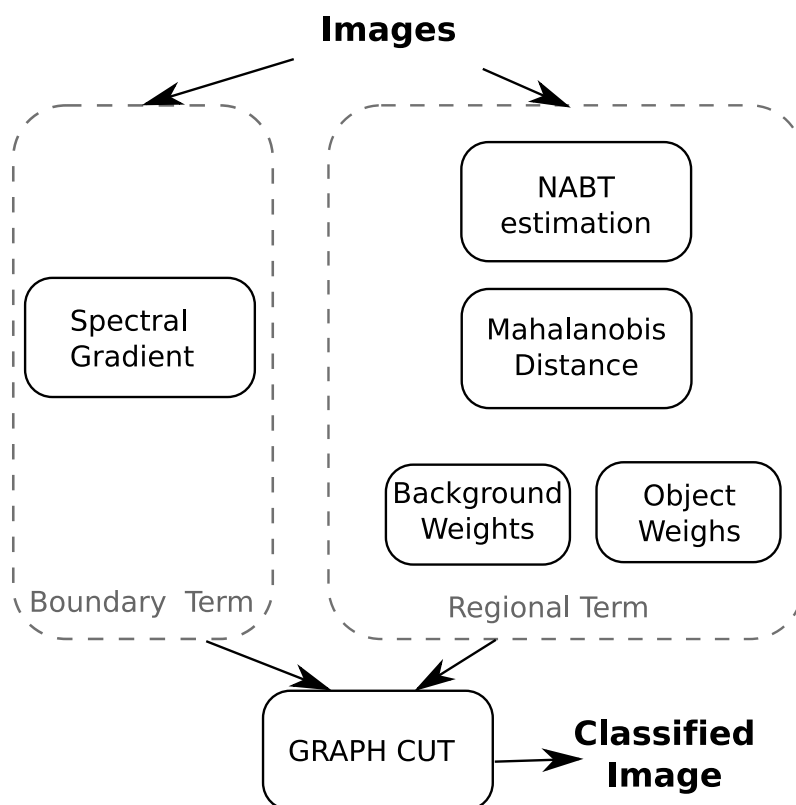 Images
Spectral
Gradient
Boundary Term
NABT
estimation
Mahalanobis
Distance
Background
Weights
Object
Weighs
Regional Term
GRAPH CUT
Classified
Image